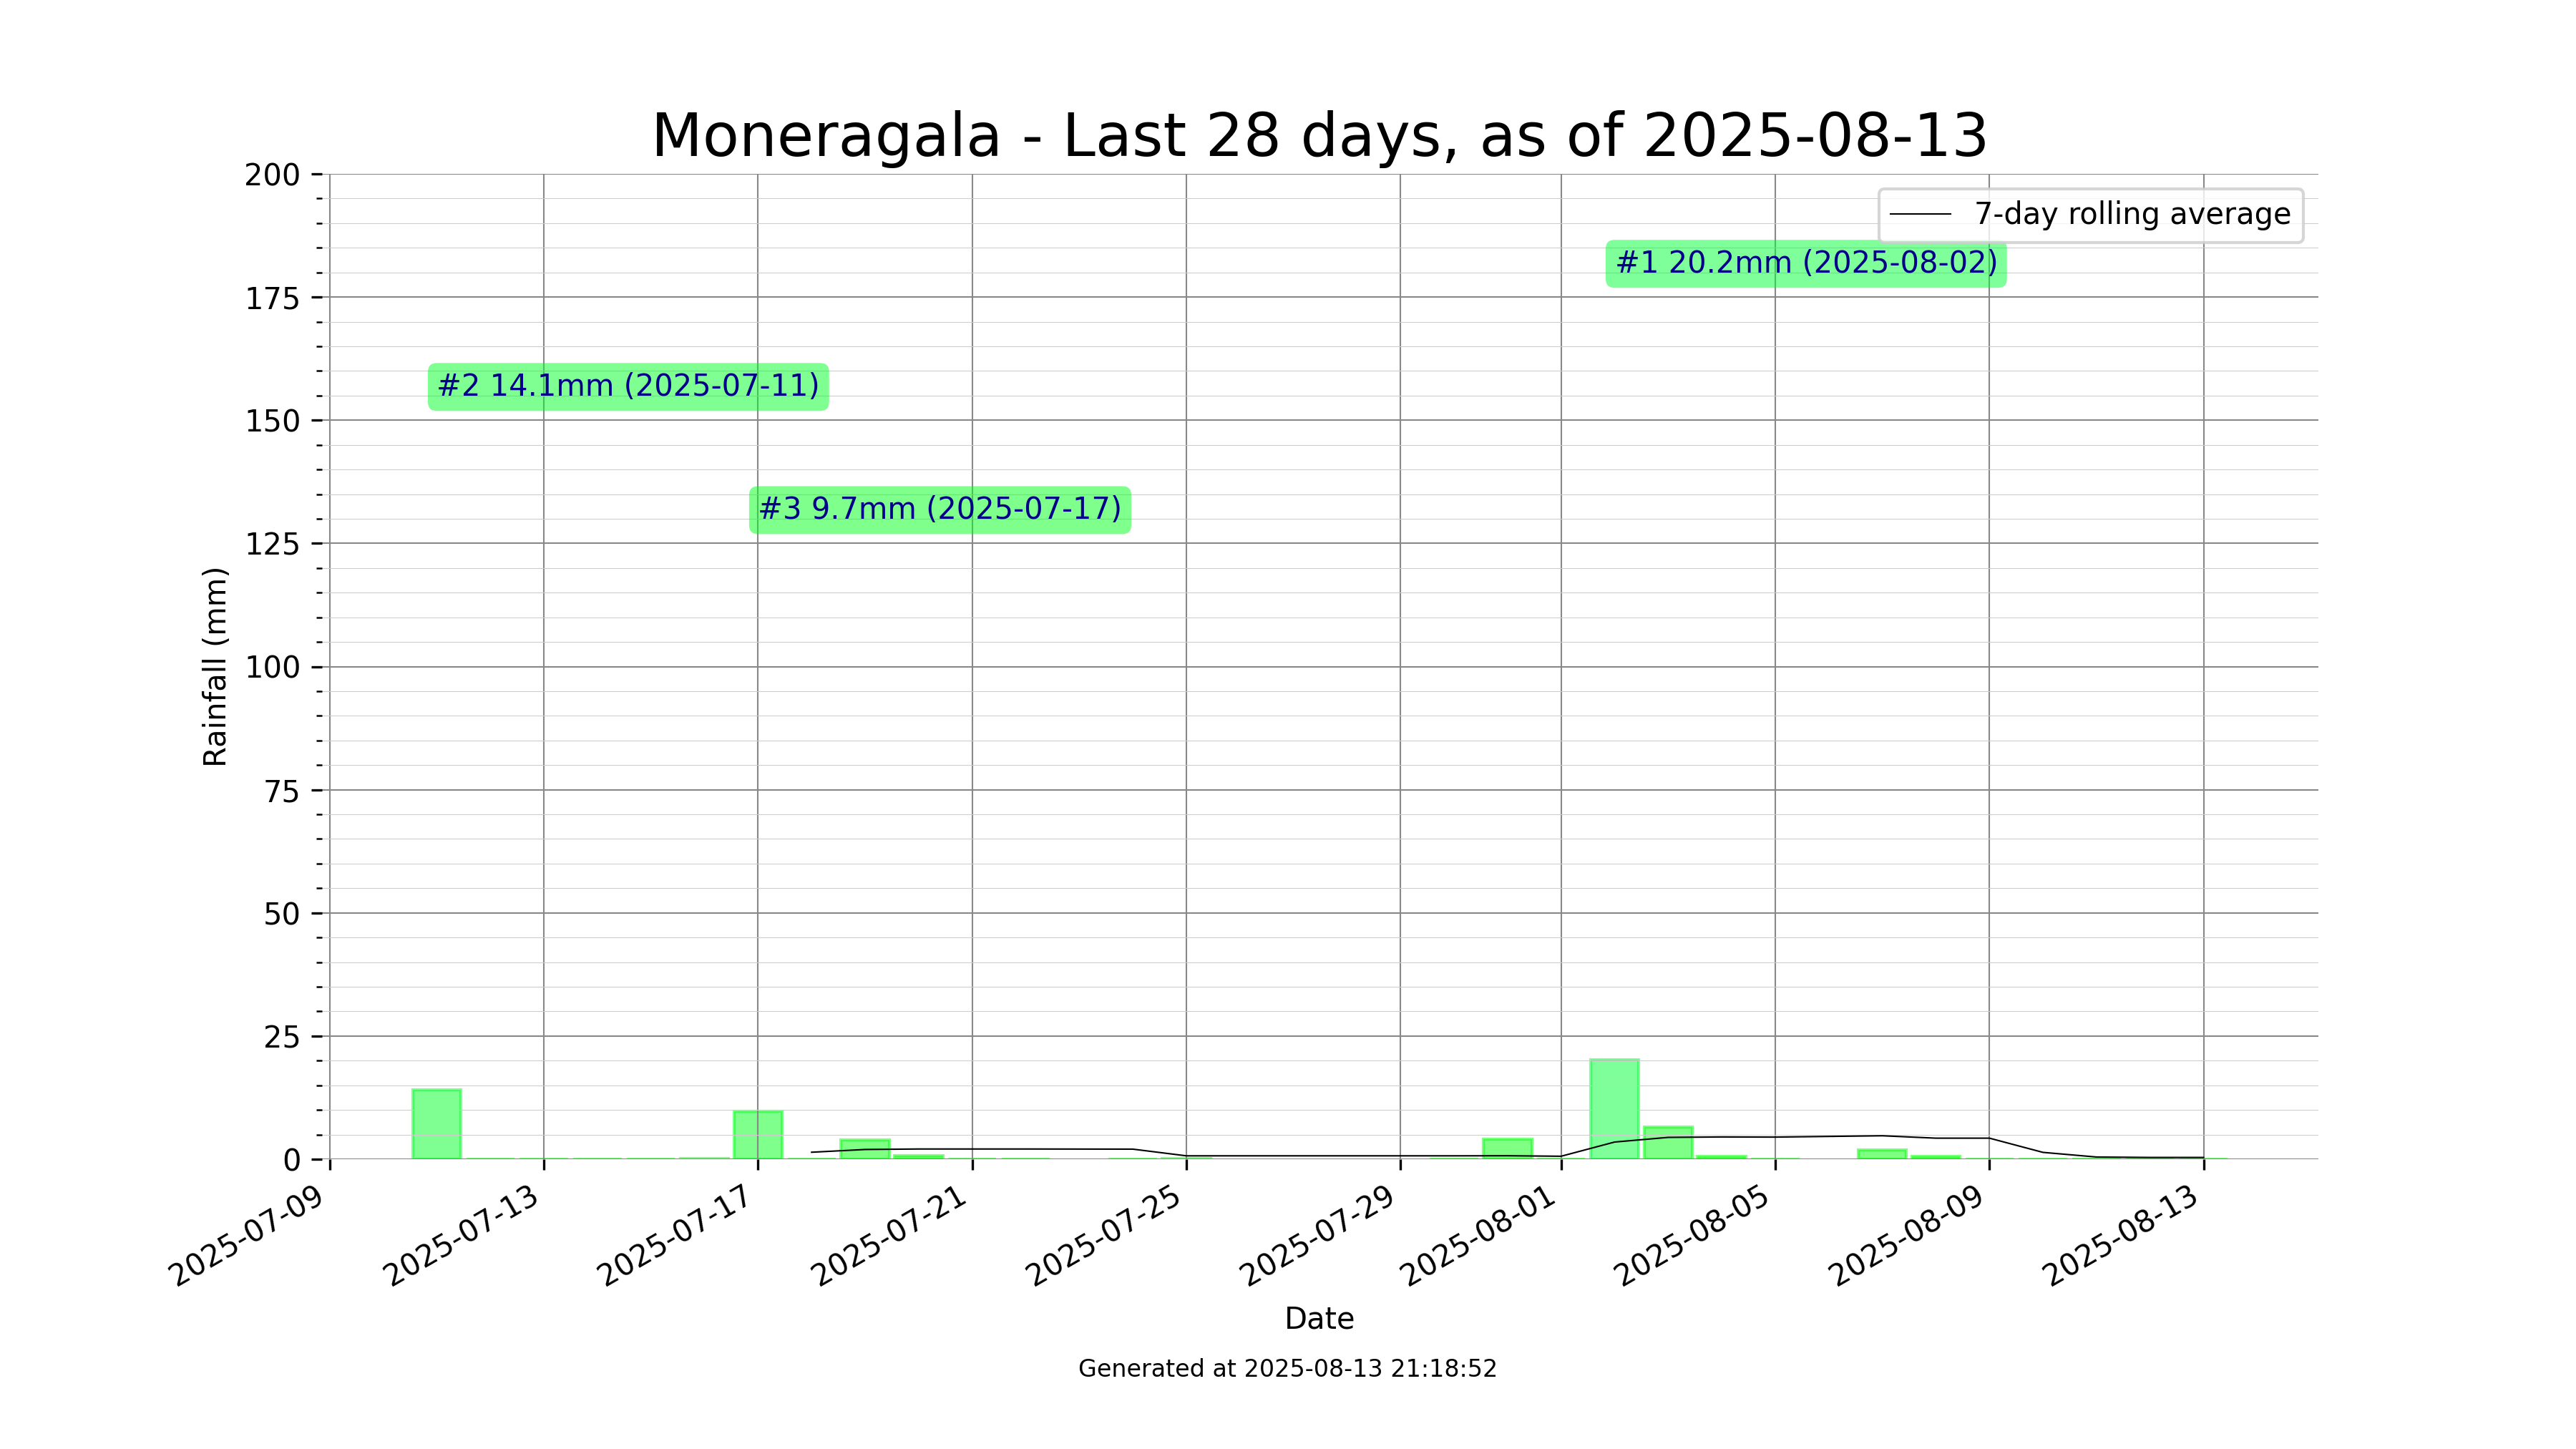 Moneragala - Last 28 days, as of 2025-08-13
200
175
150
125
100
75
50
25
0
Rainfall (mm)
7-day rolling average
#1 20.2mm (2025-08-02)
#2 14.1mm (2025-07-11)
#3 9.7mm (2025-07-17)
2025-07-09
2025-07-13
2025-07-17
2025-07-21
2025-07-25
2025-07-29
2025-08-01
2025-08-05
2025-08-09
2025-08-13
Date
Generated at 2025-08-13 21:18:52